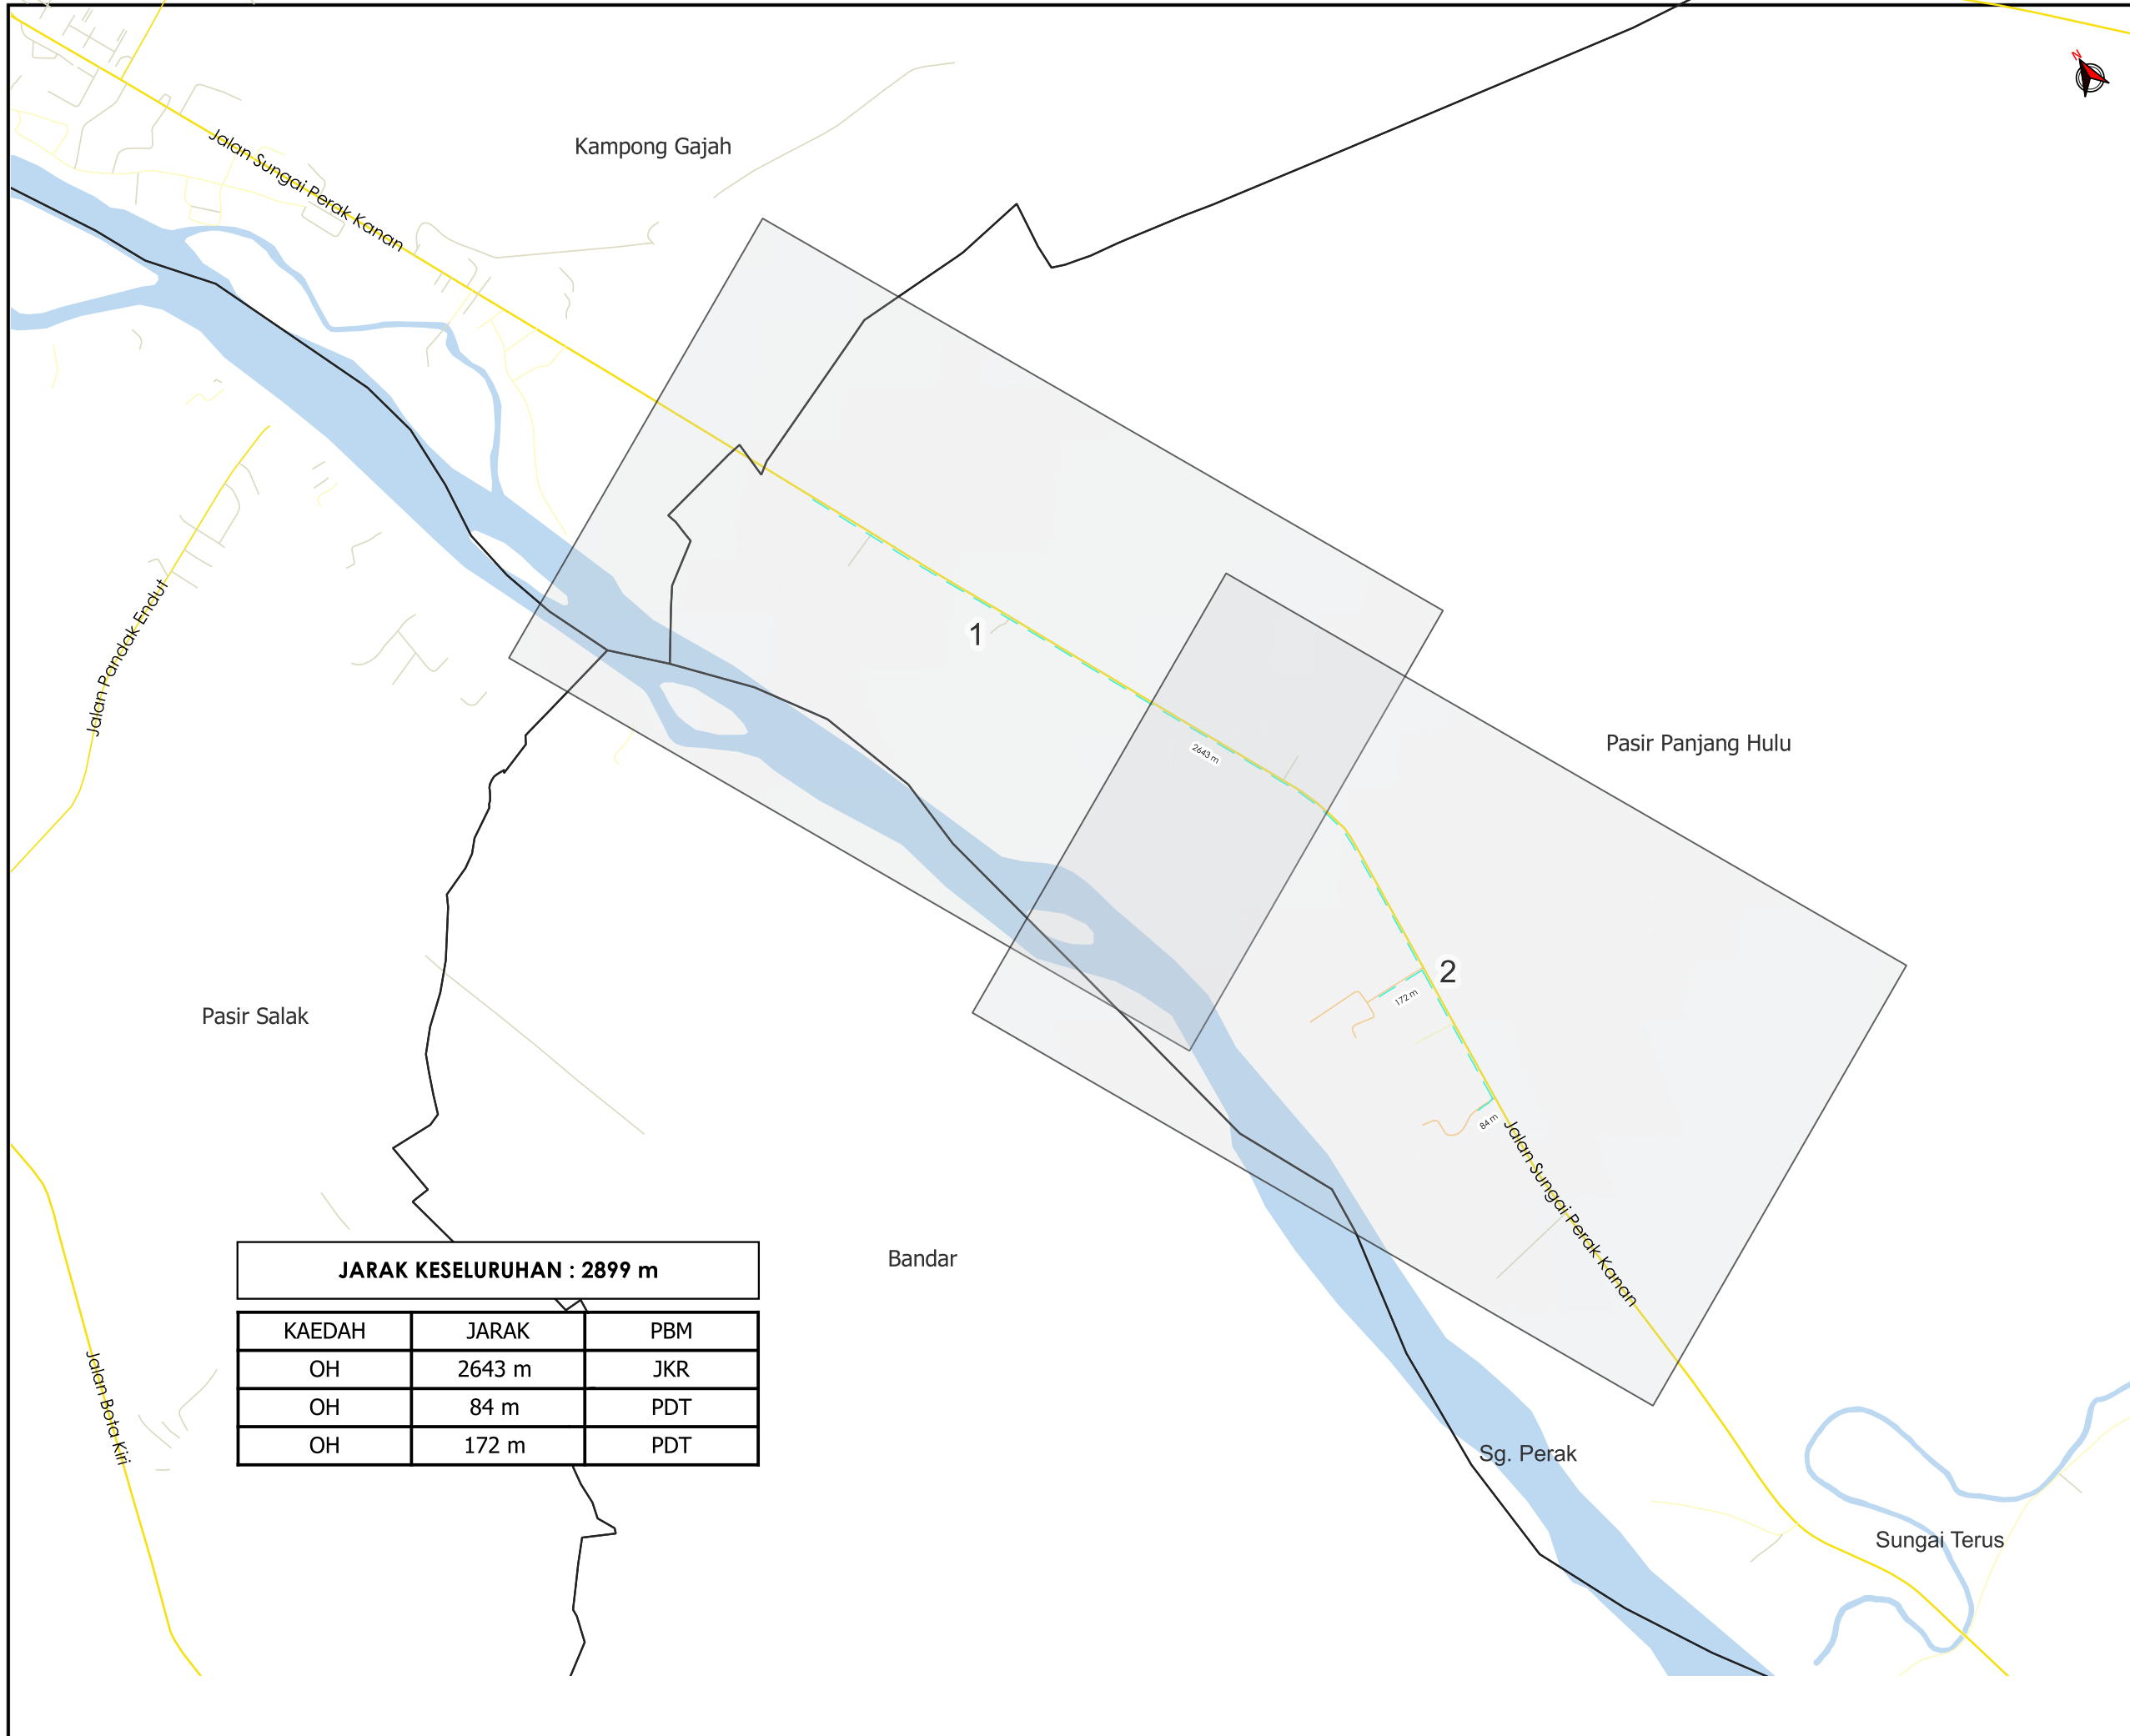 N
Kampong Gajah
Jalan Sungai Perak Kanan
1
Jalan Pandak Endut
2643 m
Pasir Panjang Hulu
2
172 m
Pasir Salak
84 m
Jalan Sungai Perak Kanan
Bandar
JARAK KESELURUHAN : 2899 m
KAEDAH JARAK PBM
OH 2643 m JKR
OH 84 m PDT
OH 172 m PDT
Jalan Bota Kiri
Sg. Perak
Sungai Terus